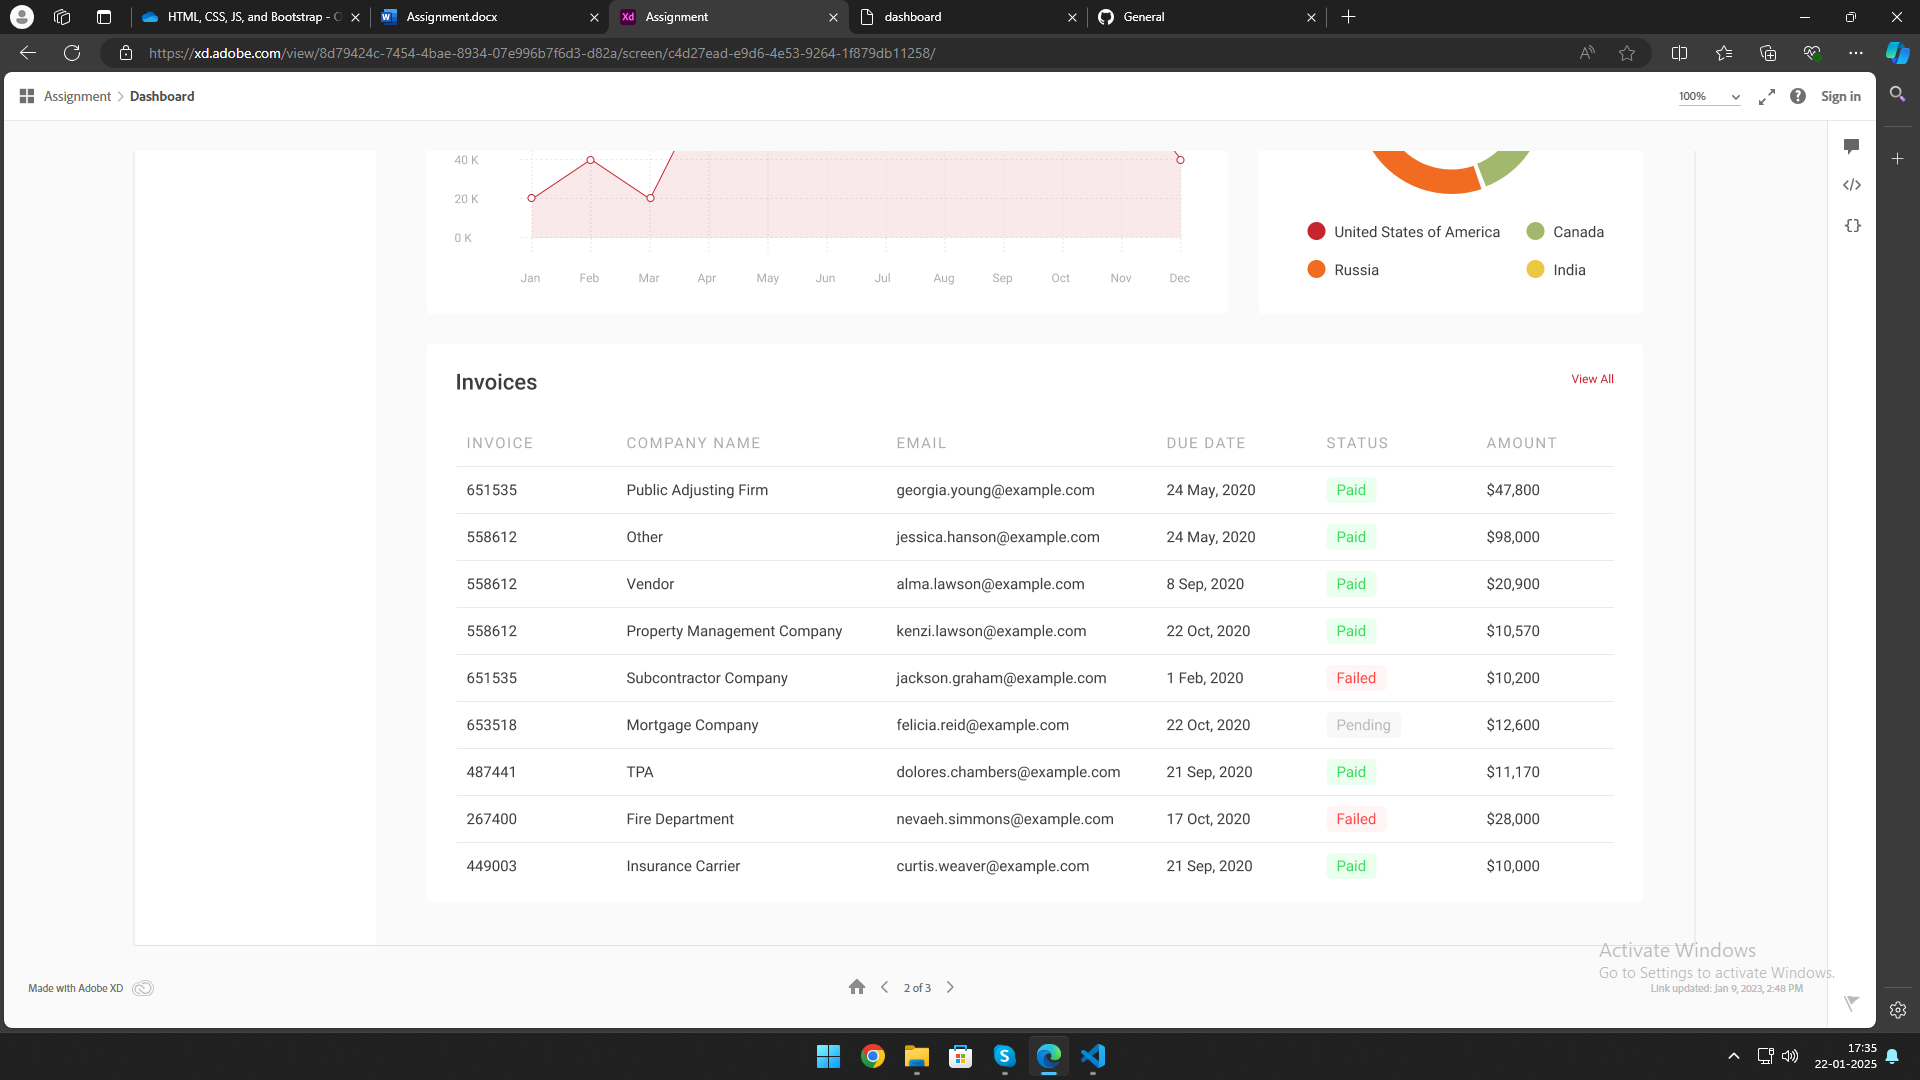 HTML, CSS, JS, and Bootstrap - O
Assignment.docx
Xd Assignment
dashboard
General
https://xd.adobe.com/view/8d79424c-7454-4bae-8934-07e996b7f6d3-d82a/screen/c4d27ead-e9d6-4e53-9264-1f879db11258/
Assignment > Dashboard
100%
Sign in
40 K
20 K
0 K
Jan Feb Mar Apr May Jun Jul Aug Sep Oct Nov Dec
United States of America Canada
Russia India
Invoices View All
INVOICE COMPANY NAME EMAIL DUE DATE STATUS AMOUNT
651535 Public Adjusting Firm georgia.young@example.com 24 May, 2020 Paid $47,800
558612 Other jessica.hanson@example.com 24 May, 2020 Paid $98,000
558612 Vendor alma.lawson@example.com 8 Sep, 2020 Paid $20,900
558612 Property Management Company kenzi.lawson@example.com 22 Oct, 2020 Paid $10,570
651535 Subcontractor Company jackson.graham@example.com 1 Feb, 2020 Failed $10,200
653518 Mortgage Company felicia.reid@example.com 22 Oct, 2020 Pending $12,600
487441 TPA dolores.chambers@example.com 21 Sep, 2020 Paid $11,170
267400 Fire Department nevaeh.simmons@example.com 17 Oct, 2020 Failed $28,000
449003 Insurance Carrier curtis.weaver@example.com 21 Sep, 2020 Paid $10,000
Activate Windows
Go to Settings to activate Windows.
Made with Adobe XD
2 of 3
Link updated: Jan 9, 2023, 2:48 PM
17:35
22-01-2025